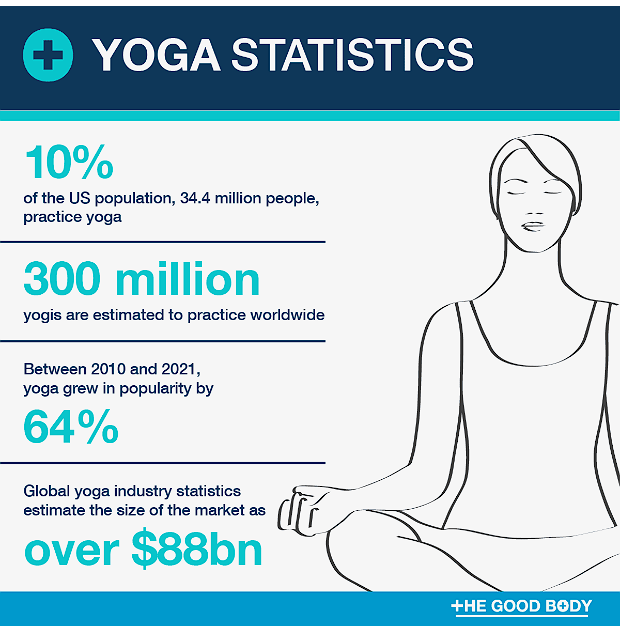 YOGA STATISTICS
10%
of the US population, 34.4 million people,
practice yoga
300 million
yogis are estimated to practice worldwide
Between 2010 and 2021,
yoga grew in popularity by
64%
Global yoga industry statistics
estimate the size of the market as
over $88bn
THE GOOD BODY